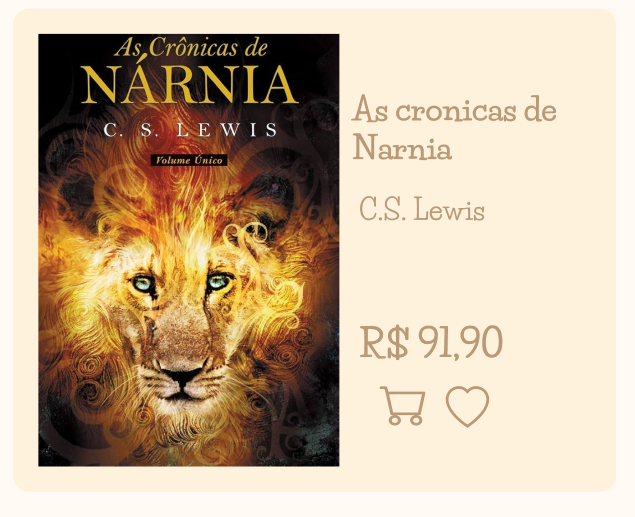 As Crônicas de
NÁRNIA
C. S. LEWIS
Volume Único
As cronicas de
Narnia
C.S. Lewis
R$ 91,90